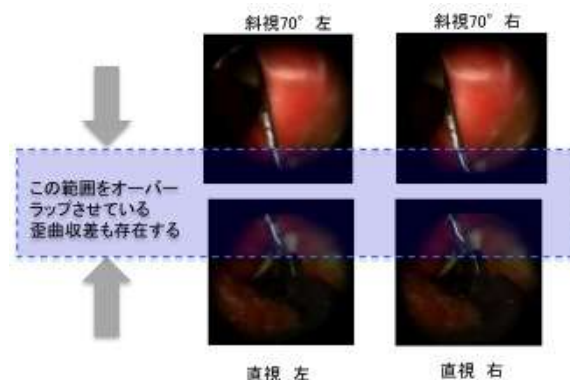 斜視70° 左
斜視70° 右
この範囲をオーバー
ラップさせている
歪曲収差も存在する
直視 左
直視 右